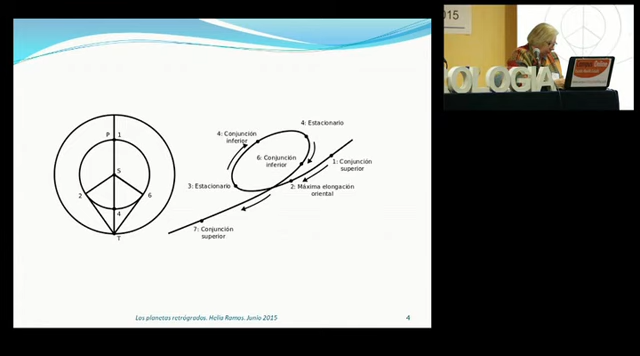 P 1
S
2
6
4
T
4: Conjunción
inferior
4: Estacionario
6: Conjunción
inferior
1: Conjunción
superior
3: Estacionario
2: Máxima elongación
oriental
7: Conjunción
superior
Los planetas retrógrados. Helia Ramos. Junio 2015
4
2015
OLOGIA